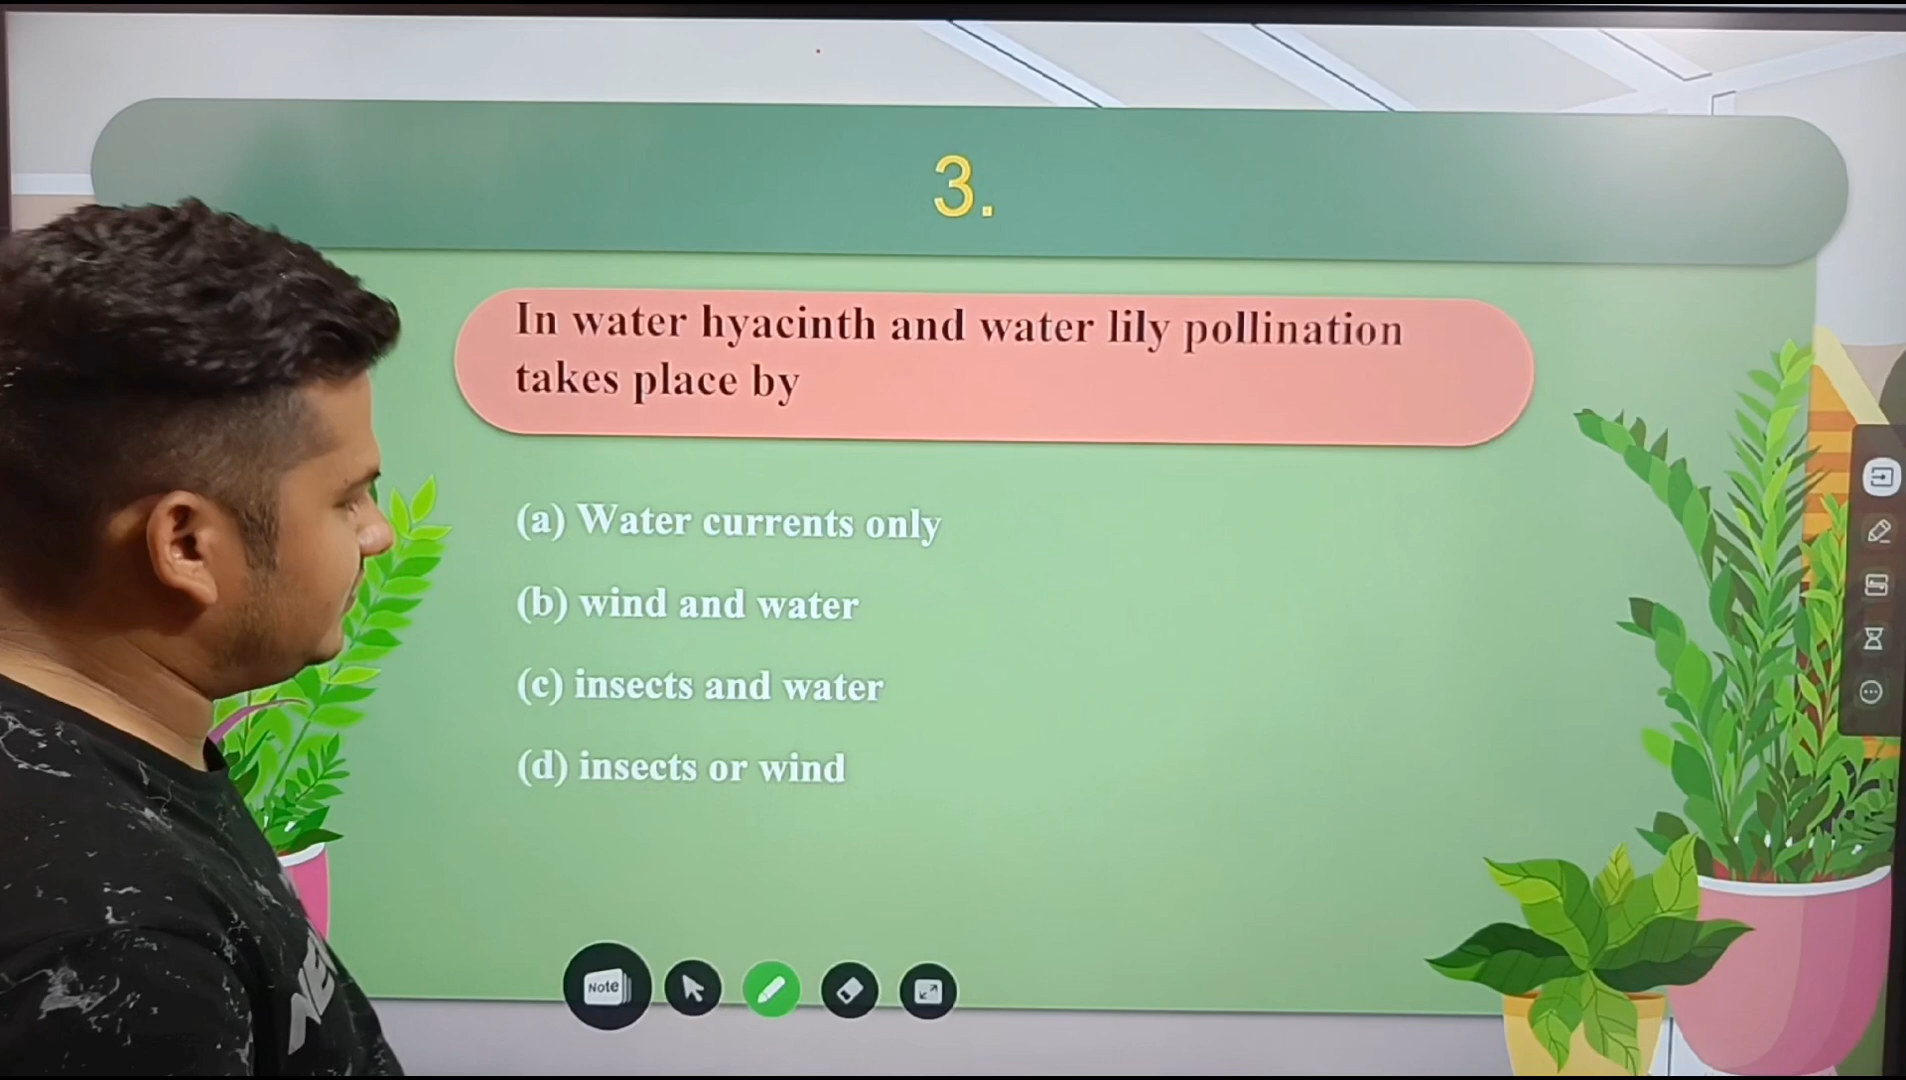 3.
In water hyacinth and water lily pollination
takes place by
(a) Water currents only
(b) wind and water
(c) insects and water
(d) insects or wind
Note